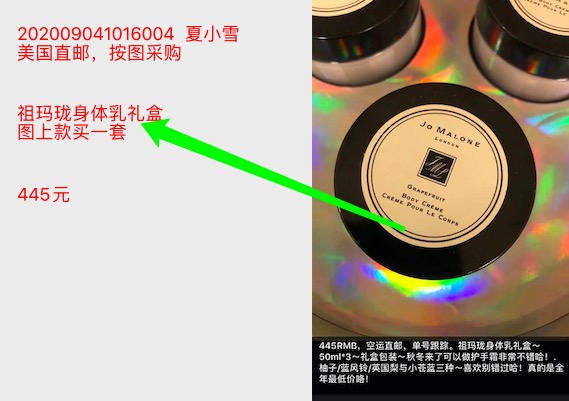 202009041016004 夏小雪
美国直邮，按图采购
祖玛珑身体乳礼盒
图上款买一套
445元
JO MALONE
LONDON
JML
GRAPEFRUIT
BODY CRÈME
CRÈME POUR LE CORPS
445RMB，空运直邮，单号跟踪。祖玛珑身体乳礼盒～
50ml*3～礼盒包装～秋冬来了可以做护手霜非常不错哈！.
柚子/蓝风铃/英国梨与小苍蓝三种～喜欢别错过哈！真的是全
年最低价咯！